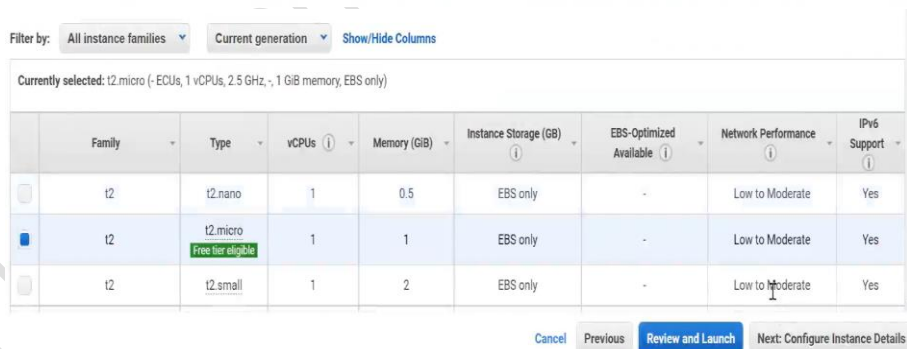 Filter by: All instance families Current generation Show/Hide Columns
Currently selected: t2.micro (- ECUs, 1 vCPUs, 2.5 GHz, -, 1 GiB memory, EBS only)
Family Type vCPUs Memory (GiB) Instance Storage (GB) EBS-Optimized Available Network Performance IPv6 Support
t2 t2.nano 1 0.5 EBS only - Low to Moderate Yes
t2 t2.micro Free tier eligible 1 1 EBS only - Low to Moderate Yes
t2 t2.small 1 2 EBS only - Low to Moderate Yes
Cancel Previous Review and Launch Next: Configure Instance Details